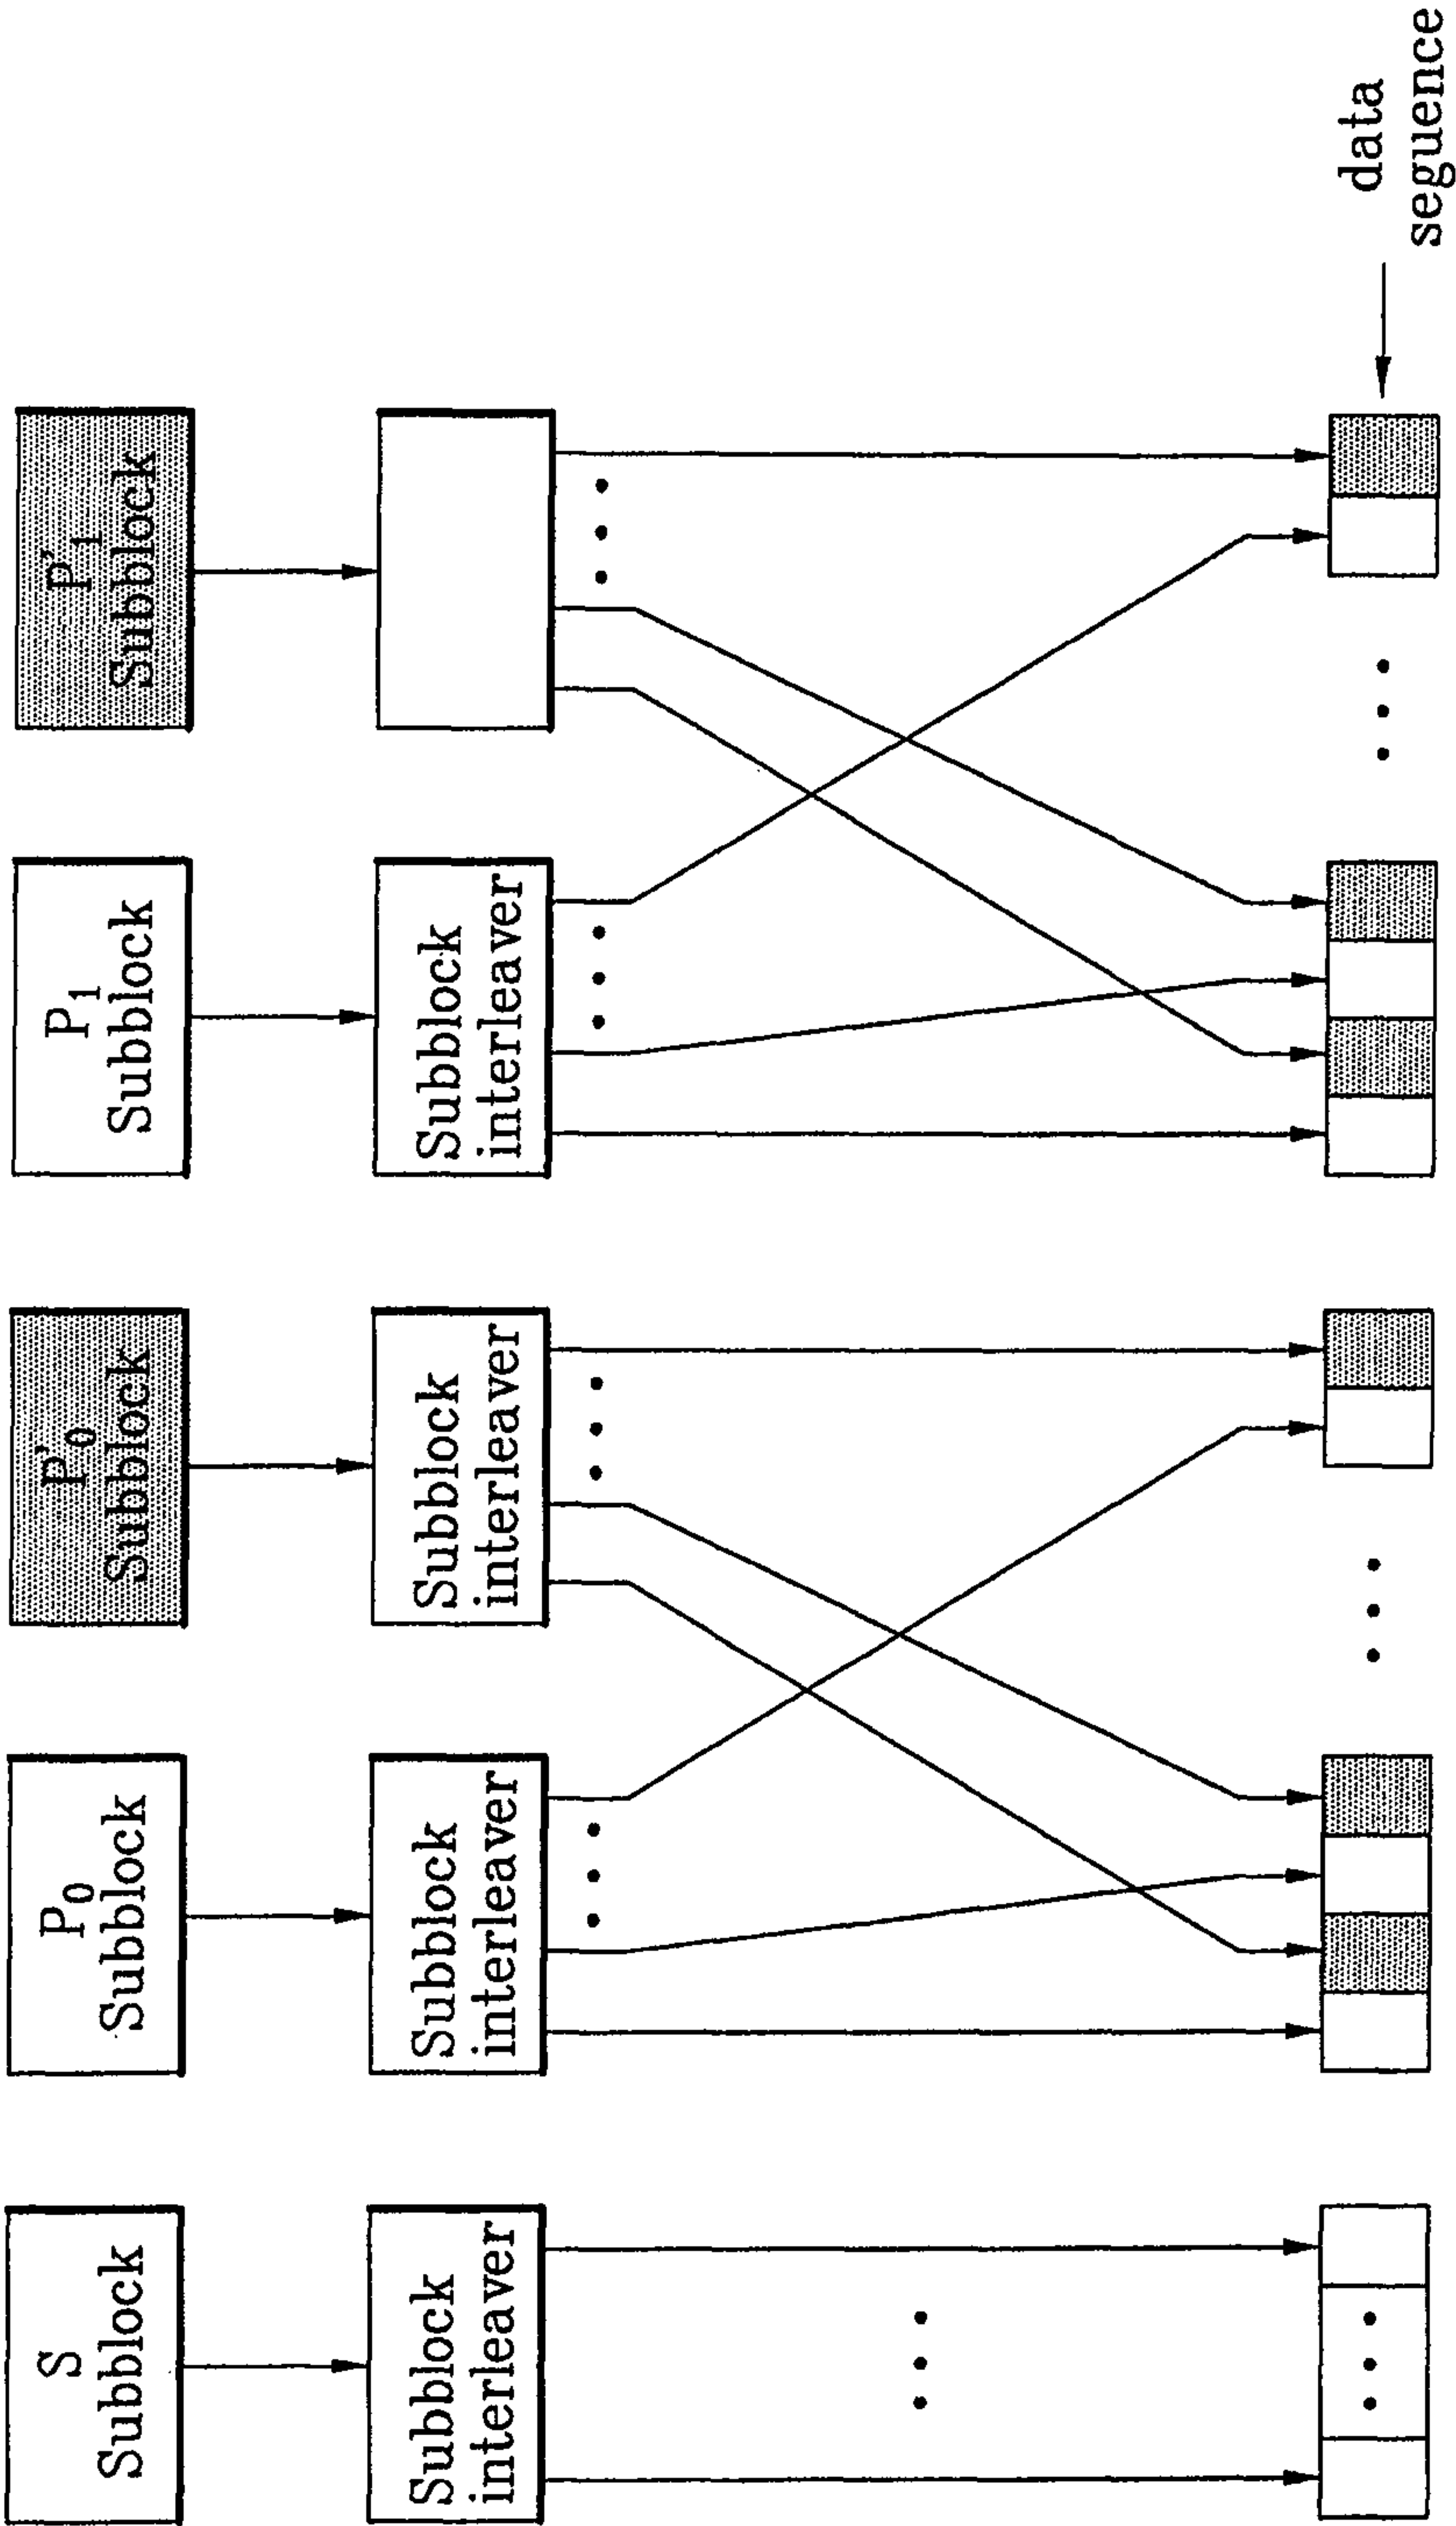 S
Subblock
P0
Subblock
P'0
Subblock
P1
Subblock
P'1
Subblock
Subblock
interleaver
Subblock
interleaver
Subblock
interleaver
Subblock
interleaver
data
seguence